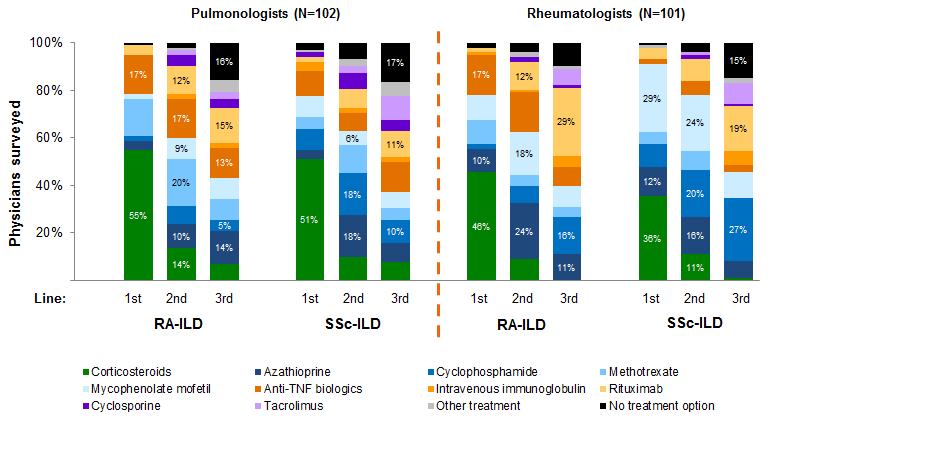 Pulmonologists (N=102) Rheumatologists (N=101)
Physicians surveyed
100%
80%
60%
40%
20%
17% 12% 17% 9% 20% 10% 14% 55% 16% 15% 13% 5% 14%
51% 6% 18% 18% 17% 11% 10%
17% 10% 46% 12% 18% 24% 29% 16% 11%
29% 12% 36% 24% 20% 16% 11% 15% 19% 27%
Line: 1st 2nd 3rd 1st 2nd 3rd 1st 2nd 3rd 1st 2nd 3rd
RA-ILD SSc-ILD RA-ILD SSc-ILD
Corticosteroids Azathioprine Cyclophosphamide Methotrexate
Mycophenolate mofetil Anti-TNF biologics Intravenous immunoglobulin Rituximab
Cyclosporine Tacrolimus Other treatment No treatment option